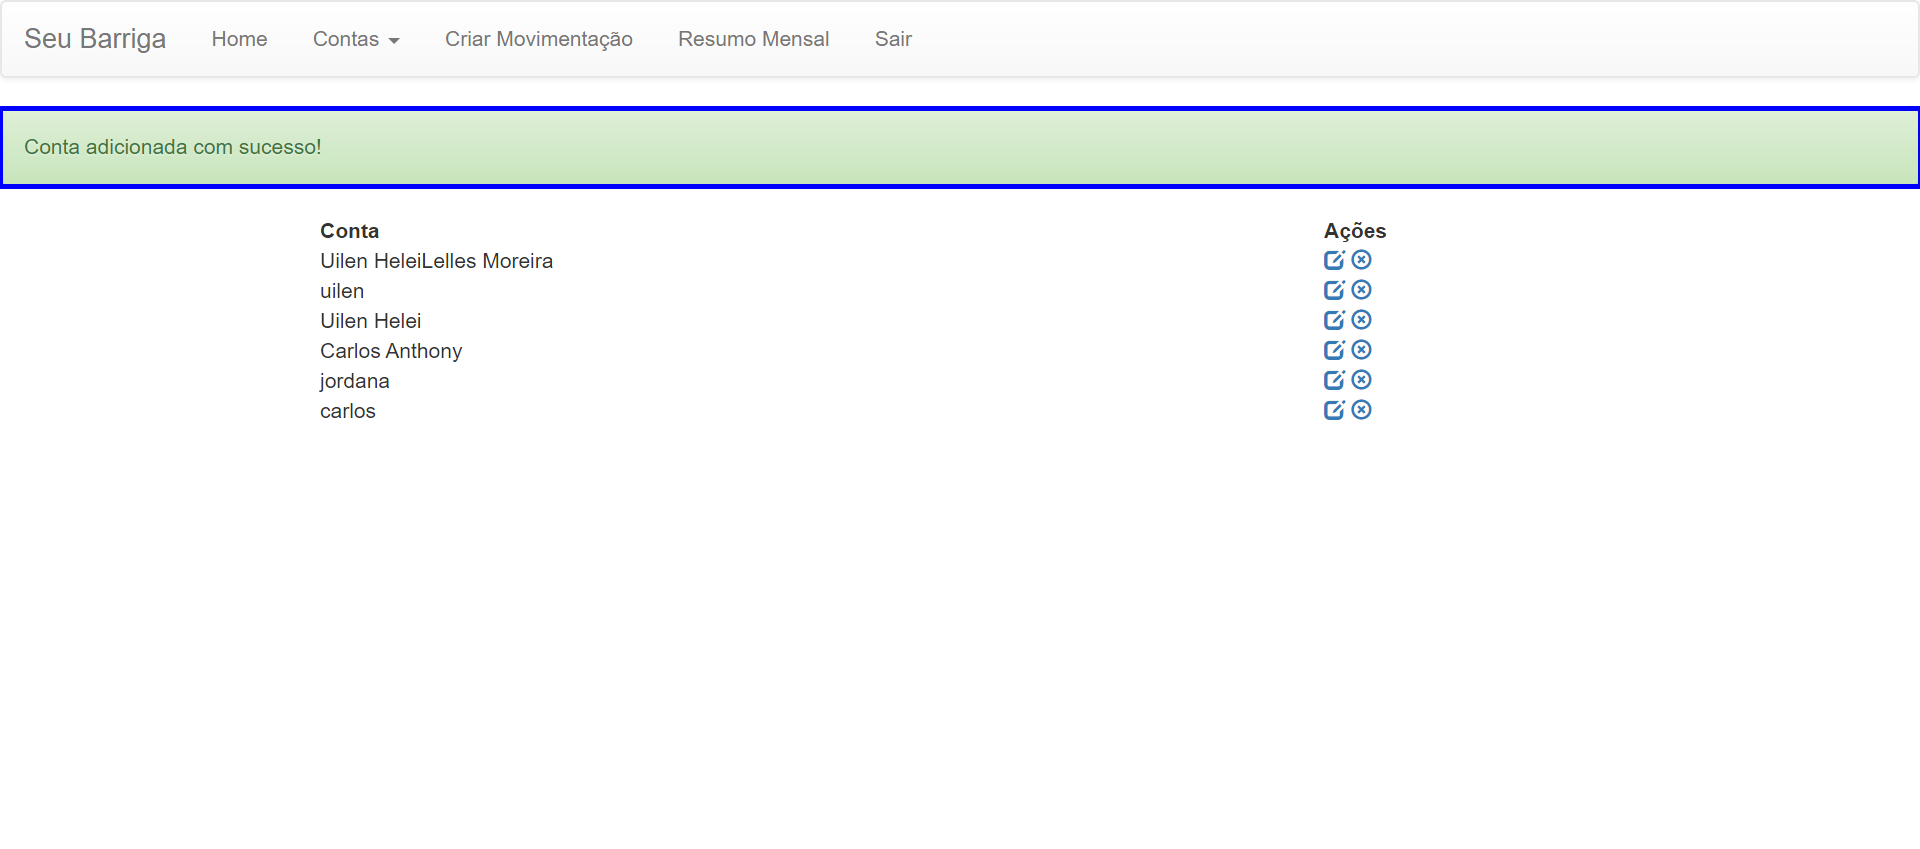 Seu Barriga Home Contas Criar Movimentação Resumo Mensal Sair
Conta adicionada com sucesso!
Conta Ações
Uilen HeleiLelles Moreira
uilen
Uilen Helei
Carlos Anthony
jordana
carlos